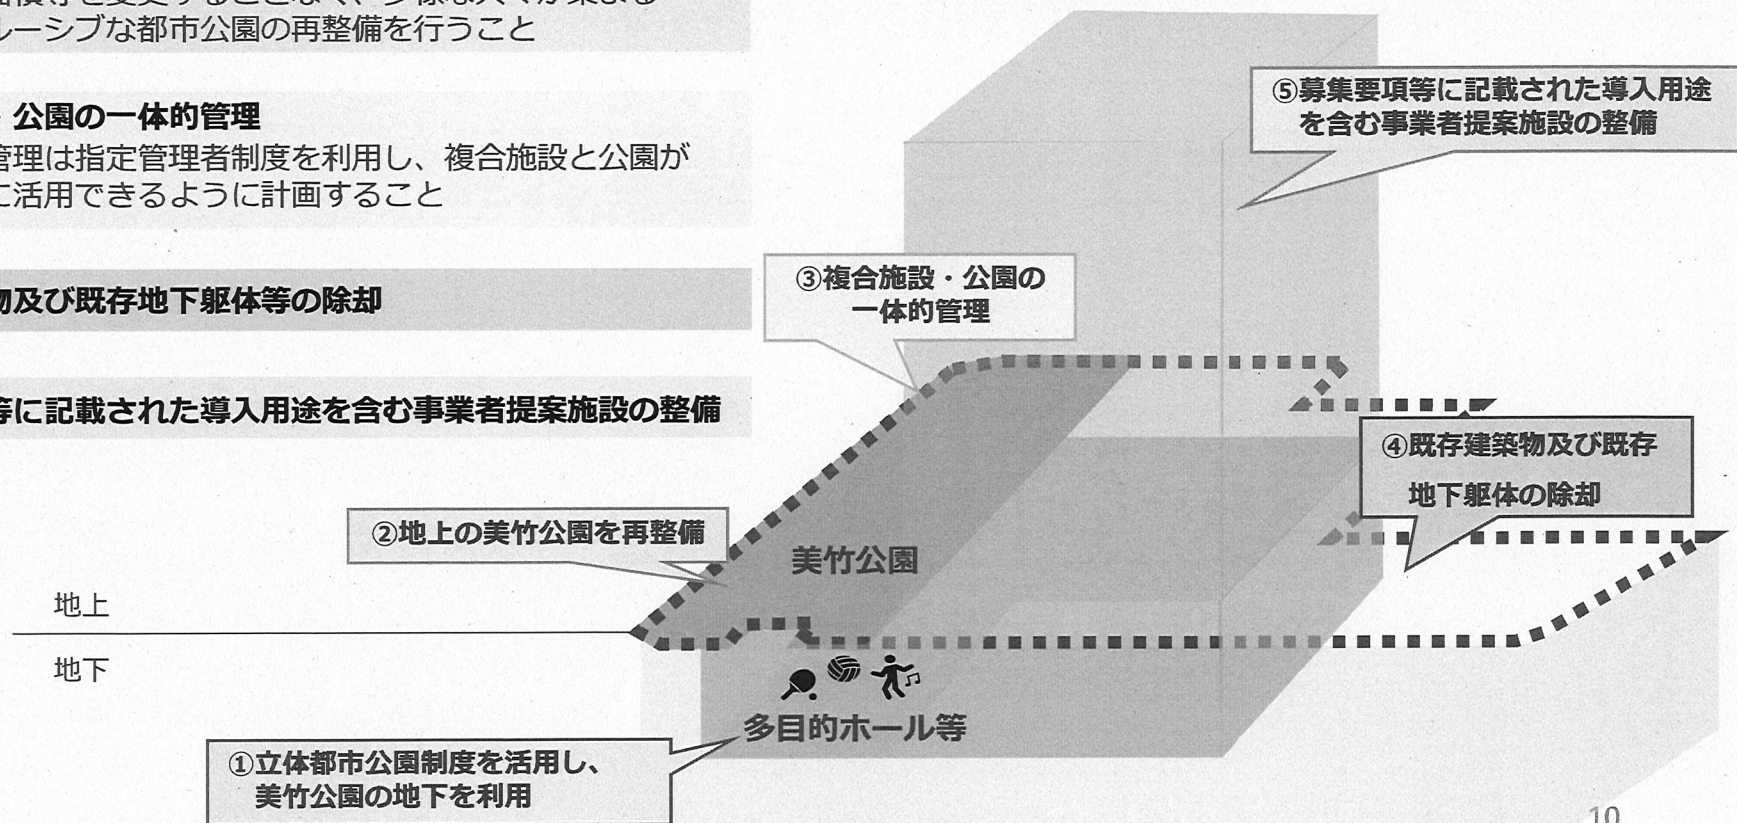 ルーシブな都市公園の再整備を行うこと
公園の一体的管理
管理は指定管理者制度を利用し、複合施設と公園が
に活用できるように計画すること
物及び既存地下躯体等の除却
等に記載された導入用途を含む事業者提案施設の整備
⑤募集要項等に記載された導入用途
を含む事業者提案施設の整備
③複合施設・公園の
一体的管理
④既存建築物及び既存
地下躯体の除却
②地上の美竹公園を再整備
美竹公園
地上
地下
多目的ホール等
①立体都市公園制度を活用し、
美竹公園の地下を利用
10